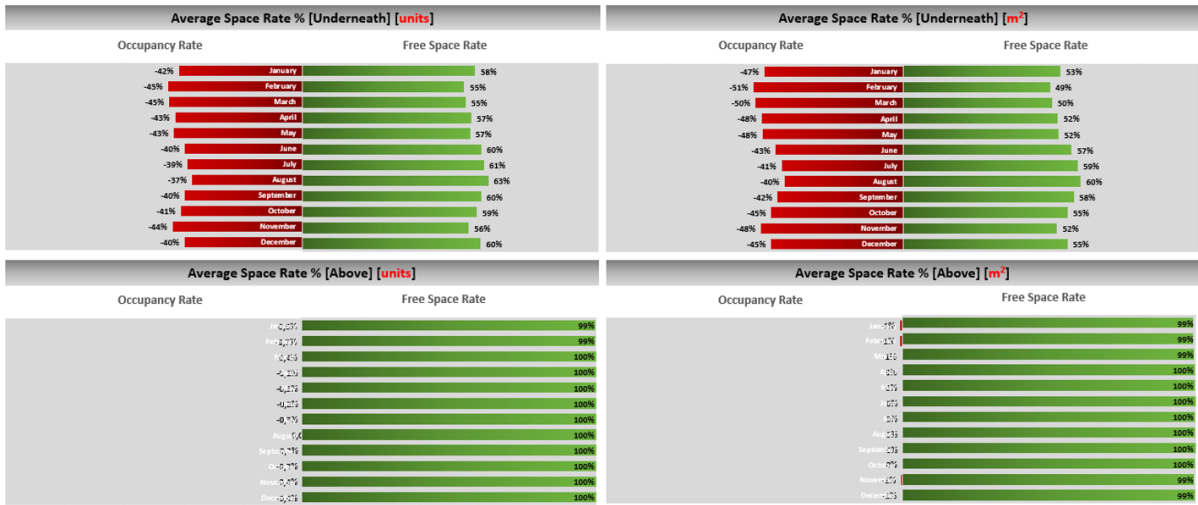 Average Space Rate % [Underneath] [units]
Occupancy Rate Free Space Rate
-42% January 58%
-45% February 55%
-45% March 55%
-43% April 57%
-43% May 57%
-40% June 60%
-39% July 61%
-37% August 63%
-40% September 60%
-41% October 59%
-44% November 56%
-40% December 60%
Average Space Rate % [Underneath] [m²]
Occupancy Rate Free Space Rate
-47% January 53%
-51% February 49%
-50% March 50%
-48% April 52%
-48% May 52%
-43% June 57%
-41% July 59%
-40% August 60%
-42% September 58%
-45% October 55%
-48% November 52%
-45% December 55%
Average Space Rate % [Above] [units]
Occupancy Rate Free Space Rate
99%
99%
100%
100%
100%
100%
100%
100%
100%
100%
100%
100%
Average Space Rate % [Above] [m²]
Occupancy Rate Free Space Rate
99%
99%
99%
100%
100%
100%
100%
100%
100%
100%
99%
99%